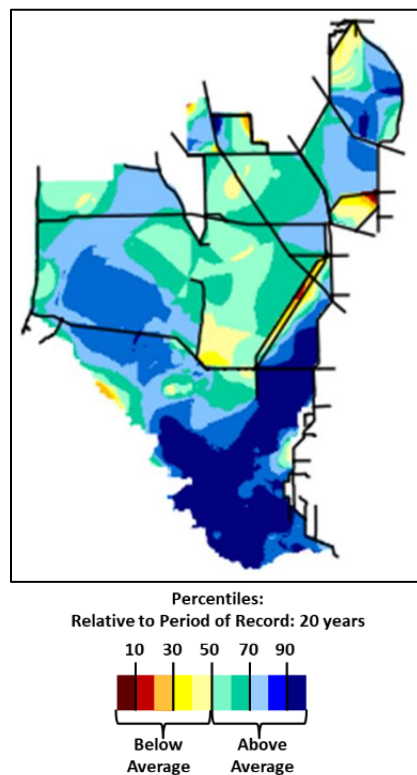 Percentiles:
Relative to Period of Record: 20 years
10 30 50 70 90
Below Above
Average Average